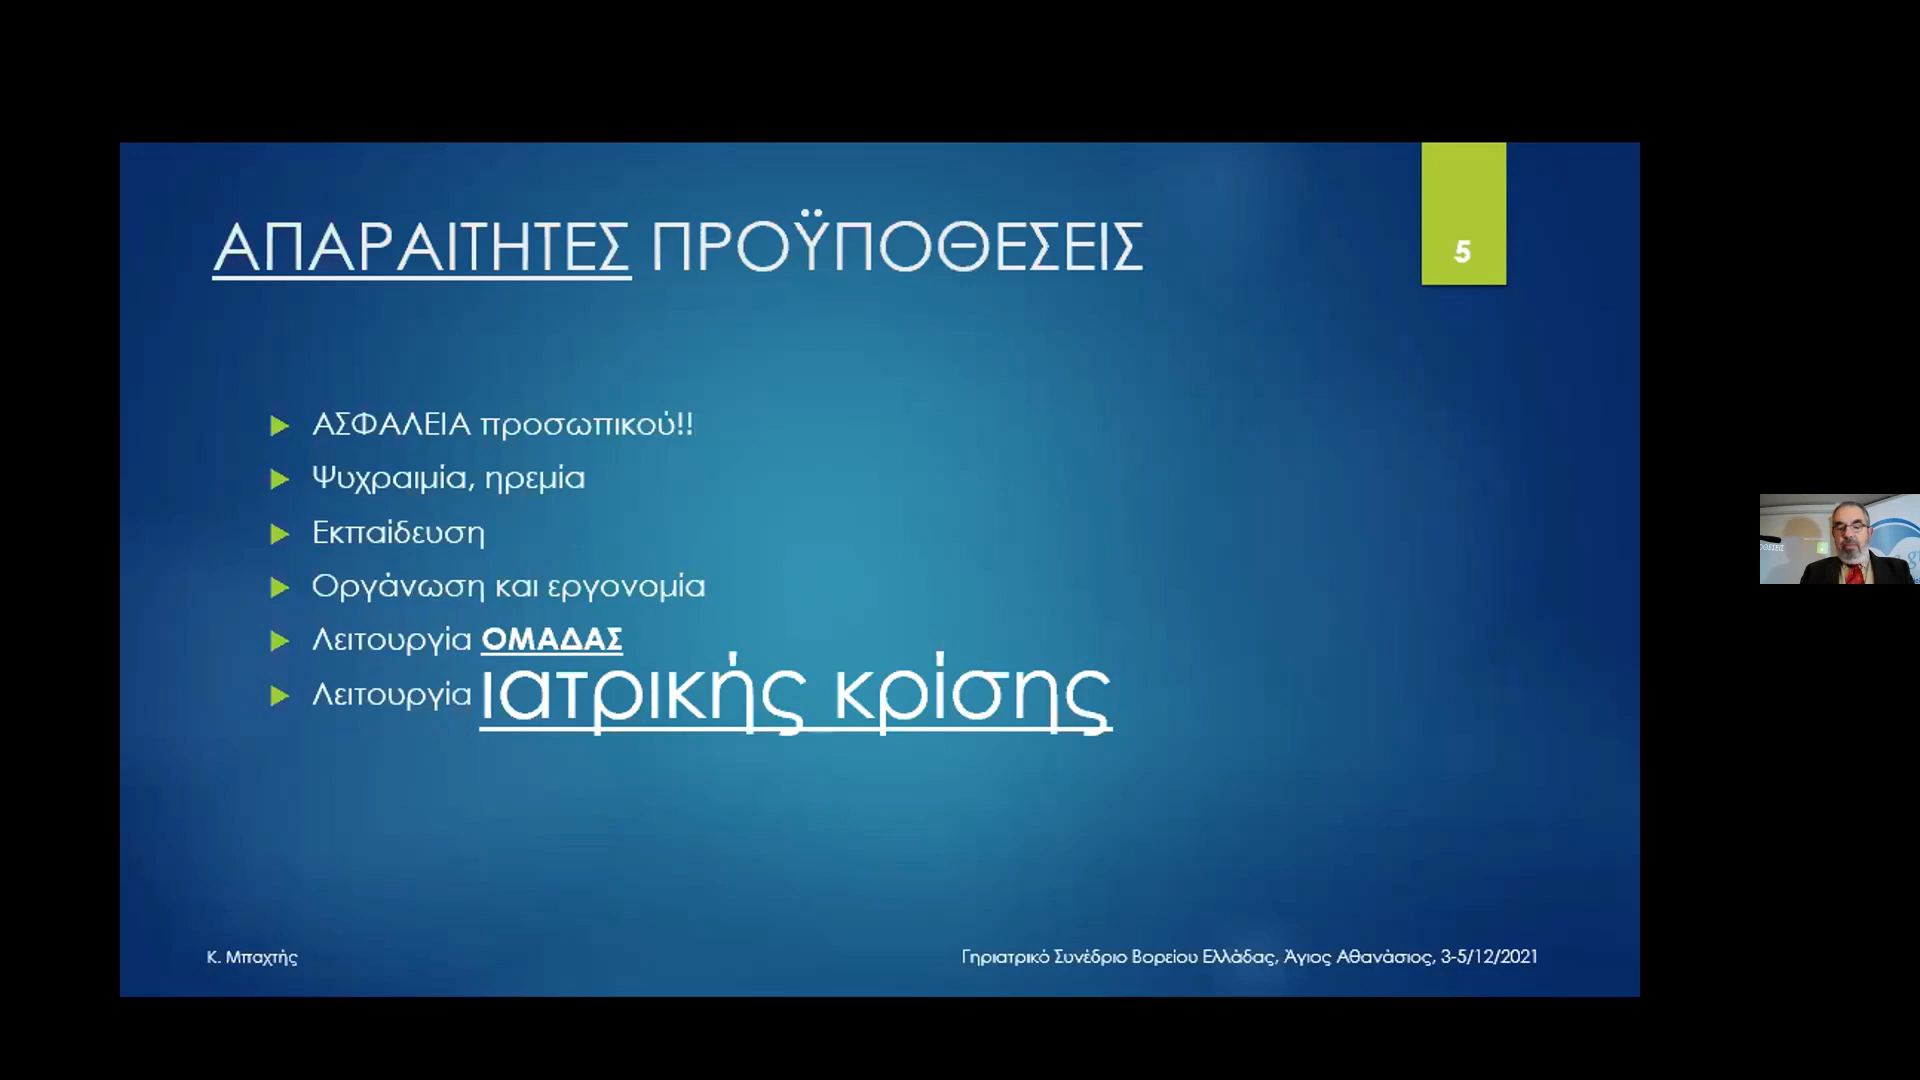 ΑΠΑΡΑΙΤΗΤΕΣ ΠΡΟΫΠΟΘΕΣΕΙΣ
5
ΑΣΦΑΛΕΙΑ προσωπικού!!
Ψυχραιμία, ηρεμία
Εκπαίδευση
Οργάνωση και εργονομία
Λειτουργία ΟΜΑΔΑΣ
Λειτουργία ιατρικής κρίσης
Κ. Μπαχτής
Γηριατρικό Συνέδριο Βορείου Ελλάδας, Άγιος Αθανάσιος, 3-5/12/2021